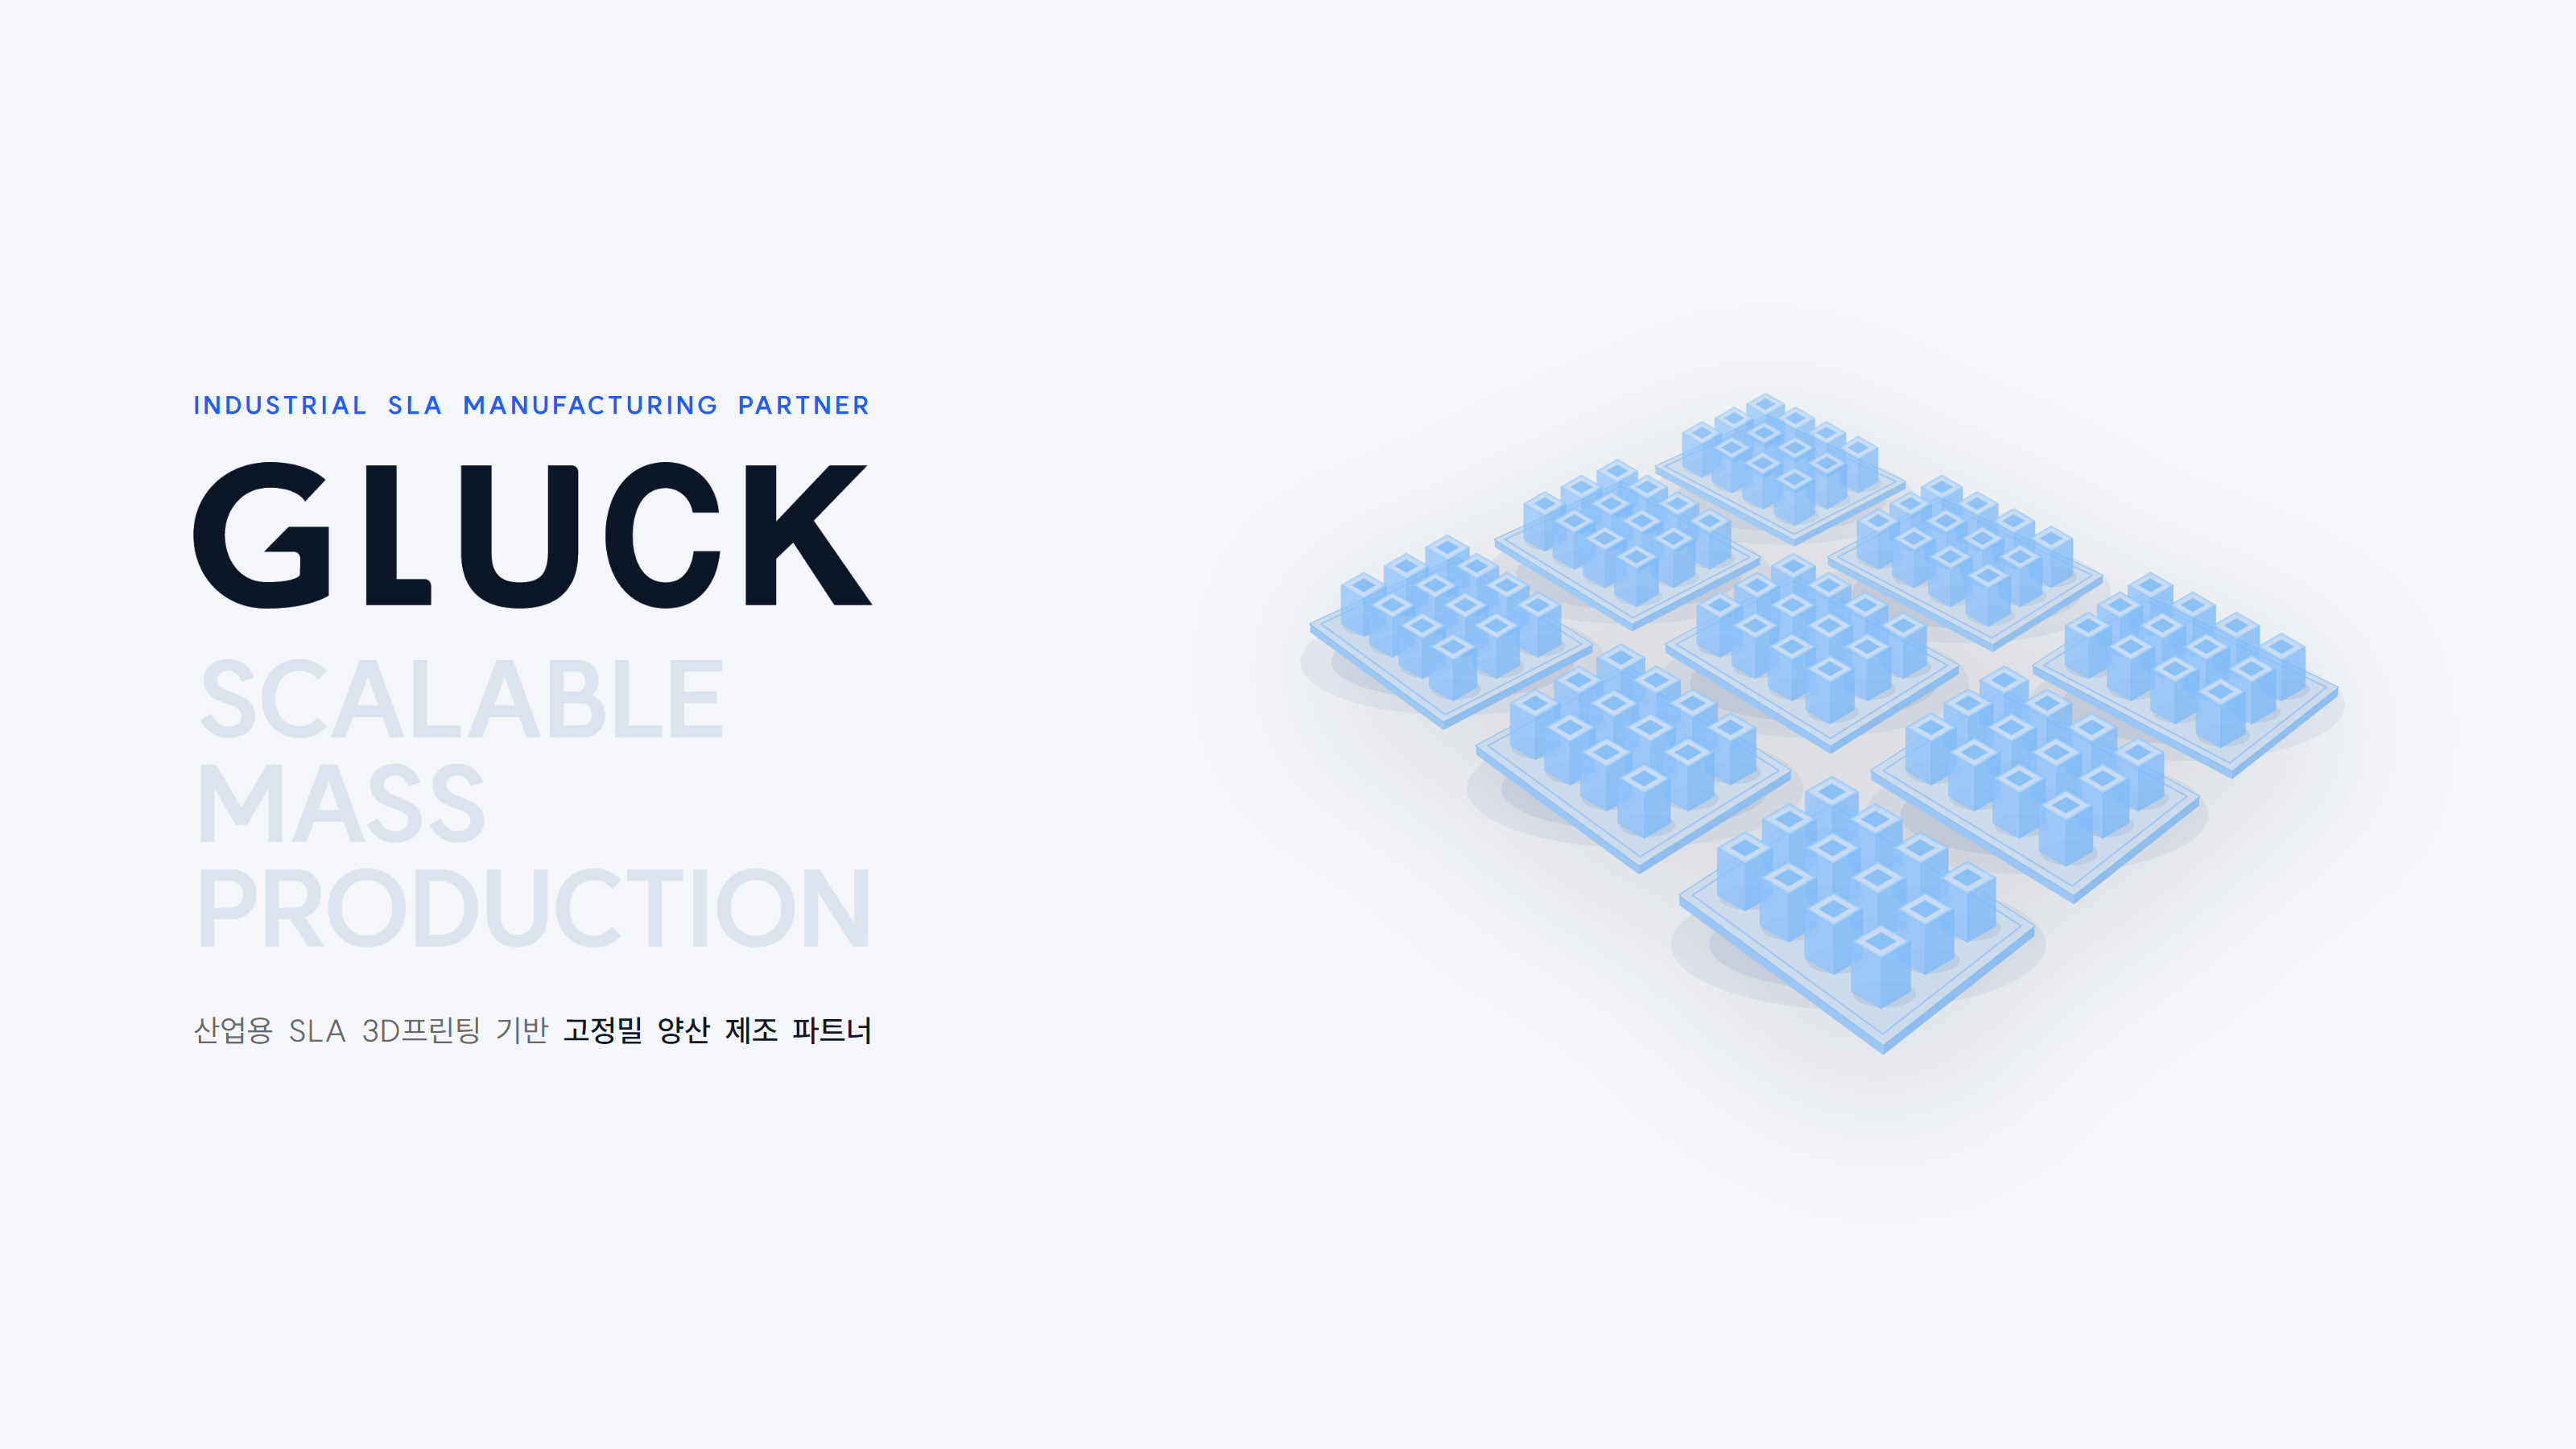 INDUSTRIAL SLA MANUFACTURING PARTNER
GLUCK
SCALABLE
MASS
PRODUCTION
산업용 SLA 3D프린팅 기반 고정밀 양산 제조 파트너